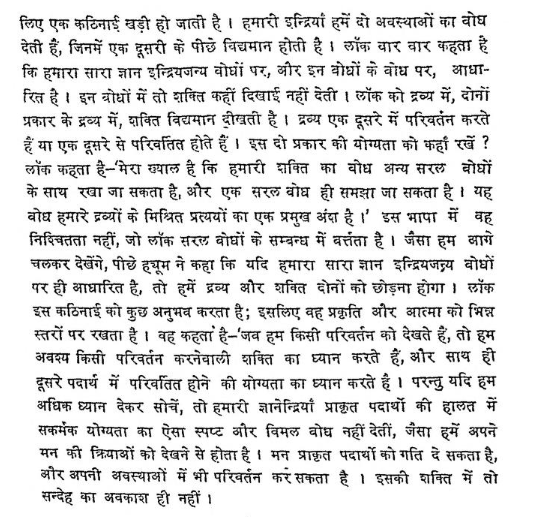 लिए एक कठिनाई खड़ी हो जाती है । हमारी इन्द्रियाँ हमें दो अवस्थाओं का बोध
देती हैं, जिनमें एक दूसरी के पीछे विद्यमान होती है । लॉक बार बार कहता है
कि हमारा सारा ज्ञान इन्द्रियजन्य बोधों पर, और इन बोधों के बोध पर, आधा-
रित है । इन बोधों में तो शक्ति कहीं दिखाई नहीं देती । लॉक को द्रव्य में, दोनों
प्रकार के द्रव्य में, शक्ति विद्यमान दीखती है । द्रव्य एक दूसरे में परिवर्तन करते
हैं या एक दूसरे से परिवर्तित होते हैं । इस दो प्रकार की योग्यता को कहाँ रखें ?
लॉक कहता है-'मेरा ख्याल है कि हमारी शक्ति का बोध अन्य सरल बोधों
के साथ रखा जा सकता है, और एक सरल बोध ही समझा जा सकता है । यह
बोध हमारे द्रव्यों के मिश्रित प्रत्ययों का एक प्रमुख अंश है ।' इस भाषा में वह
निश्चितता नहीं, जो लॉक सरल बोधों के सम्बन्ध में बर्त्तता है । जैसा हम आगे
चलकर देखेंगे, पीछे ह्यूम ने कहा कि यदि हमारा सारा ज्ञान इन्द्रियजन्य बोधों
पर ही आधारित है, तो हमें द्रव्य और शक्ति दोनों को छोड़ना होगा । लॉक
इस कठिनाई को कुछ अनुभव करता है; इसलिए वह प्रकृति और आत्मा को भिन्न
स्तरों पर रखता है । वह कहता है-'जब हम किसी परिवर्तन को देखते हैं, तो हम
अवश्य किसी परिवर्तन करनेवाली शक्ति का ध्यान करते हैं, और साथ ही
दूसरे पदार्थ में परिवर्तित होने की योग्यता का ध्यान करते है । परन्तु यदि हम
अधिक ध्यान देकर सोचें, तो हमारी ज्ञानेन्द्रियाँ प्राकृत पदार्थों की हालत में
सकर्मक योग्यता का ऐसा स्पष्ट और विमल बोध नहीं देतीं, जैसा हमें अपने
मन की क्रियाओं को देखने से होता है । मन प्राकृत पदार्थों को गति दे सकता है,
और अपनी अवस्थाओं में भी परिवर्तन कर सकता है । इसकी शक्ति में तो
सन्देह का अवकाश ही नहीं ।